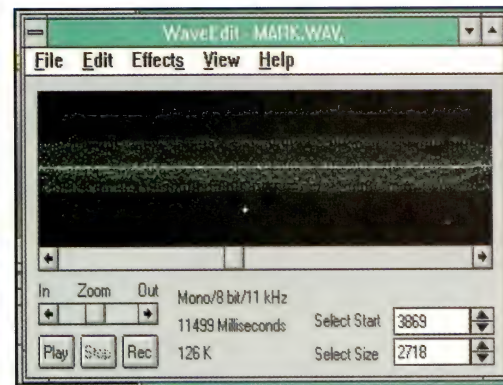 WaveEdit - MARK.WAV
File Edit Effects View Help
In Zoom Out
Mono/8 bit/11 kHz
11499 Milliseconds
Select Start 3869
Play Stop Rec
126 K
Select Size 2718